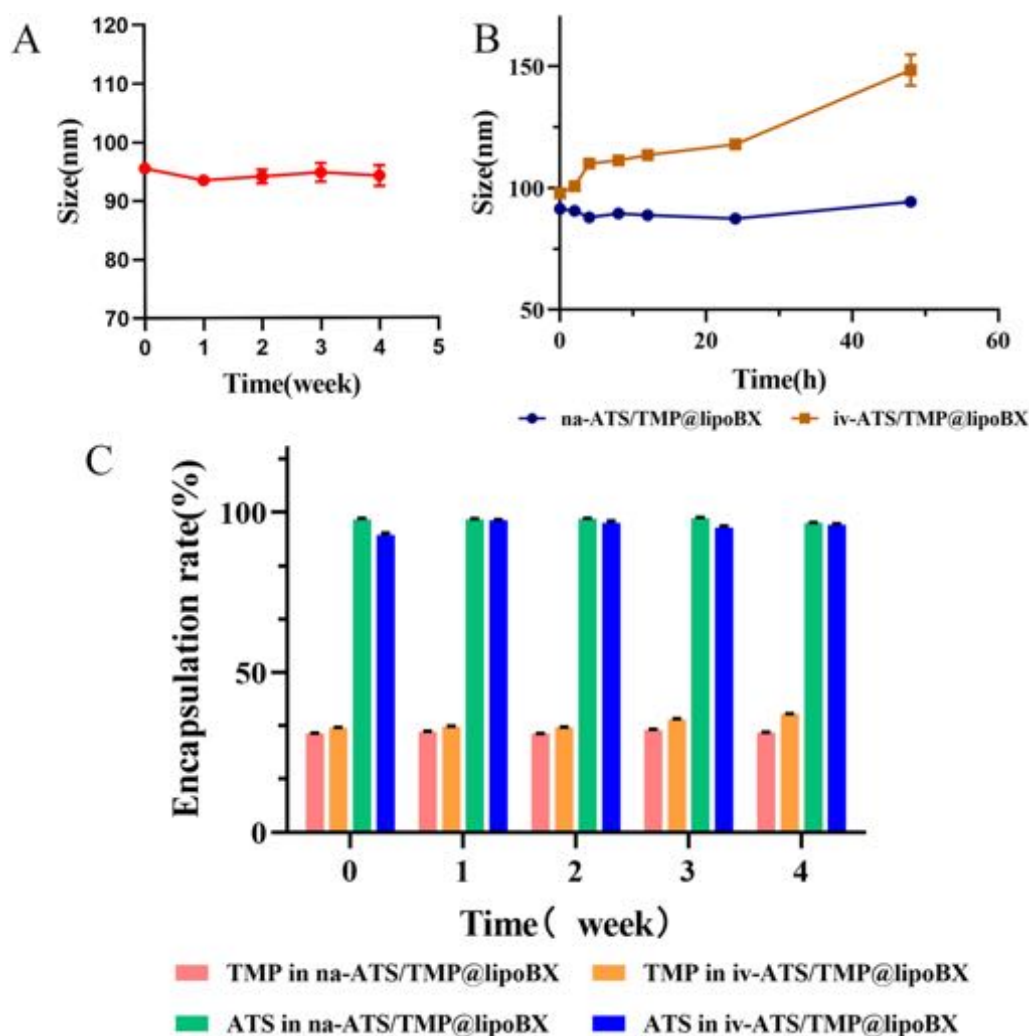 A
Size(nm)
120
110
100
90
80
70
0 1 2 3 4 5
Time(week)
B
Size(nm)
150
100
50
0 20 40 60
Time(h)
na-ATS/TMP@lipoBX iv-ATS/TMP@lipoBX
C
Encapsulation rate(%)
100
50
0
0 1 2 3 4
Time( week)
TMP in na-ATS/TMP@lipoBX TMP in iv-ATS/TMP@lipoBX
ATS in na-ATS/TMP@lipoBX ATS in iv-ATS/TMP@lipoBX